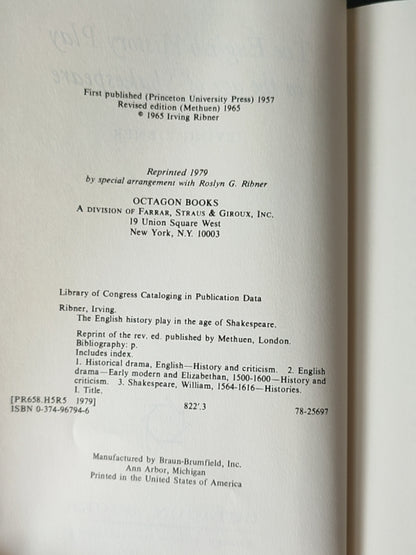 First published (Princeton University Press) 1957
Revised edition (Methuen) 1965
© 1965 Irving Ribner
Reprinted 1979
by special arrangement with Roslyn G. Ribner
OCTAGON BOOKS
A DIVISION OF FARRAR, STRAUS & GIROUX, INC.
19 Union Square West
New York, N.Y. 10003
Library of Congress Cataloging in Publication Data
Ribner, Irving.
The English history play in the age of Shakespeare.
Reprint of the rev. ed. published by Methuen, London.
Bibliography: p.
Includes index.
1. Historical drama, English—History and criticism. 2. English
drama—Early modern and Elizabethan, 1500-1600—History and
criticism. 3. Shakespeare, William, 1564-1616—Histories.
I. Title.
[PR658.H5R5 1979] 822'.3 78-25697
ISBN 0-374-96794-6
Manufactured by Braun-Brumfield, Inc.
Ann Arbor, Michigan
Printed in the United States of America